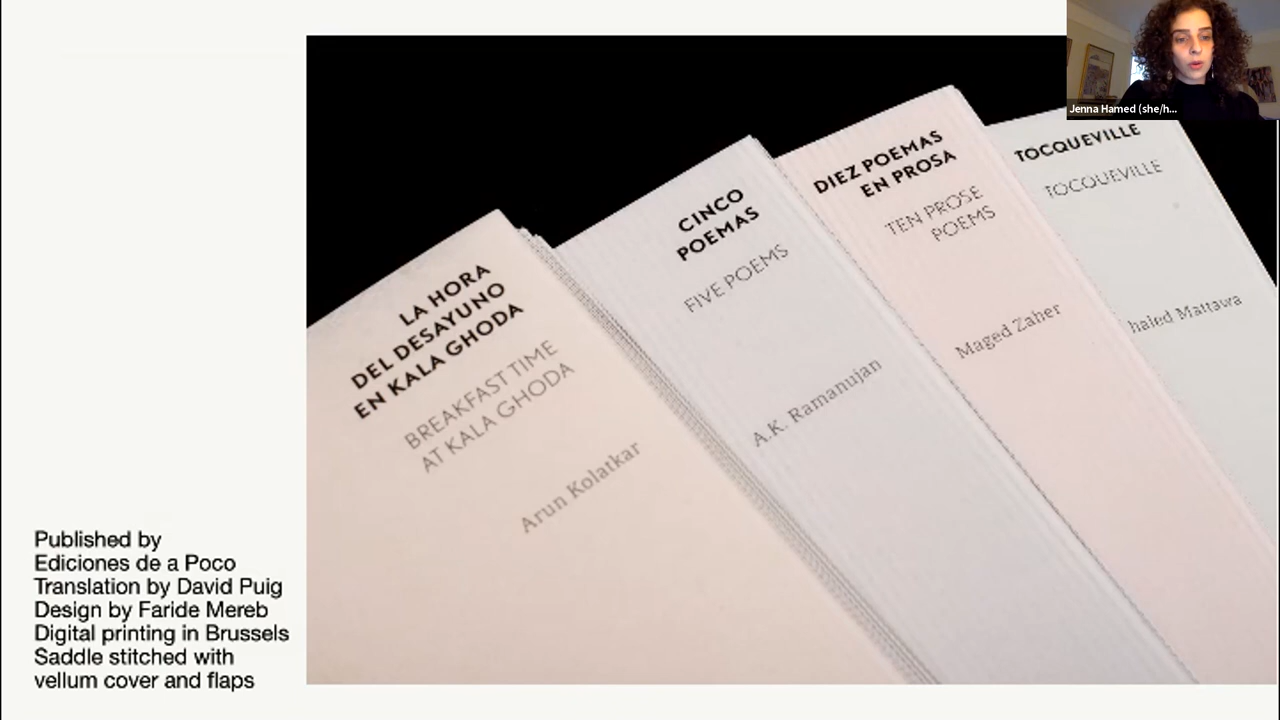 Jenna Hamed (she/h...
LA HORA
DEL DESAYUNO
EN KALA GHODA
BREAKFAST TIME
AT KALA GHODA
Arun Kolatkar
CINCO
POEMAS
FIVE POEMS
A.K. Ramanujan
DIEZ POEMAS
EN PROSA
TEN PROSE
POEMS
Maged Zaher
TOCQUEVILLE
TOCQUEVILLE
haled Mattawa
Published by
Ediciones de a Poco
Translation by David Puig
Design by Faride Mereb
Digital printing in Brussels
Saddle stitched with
vellum cover and flaps